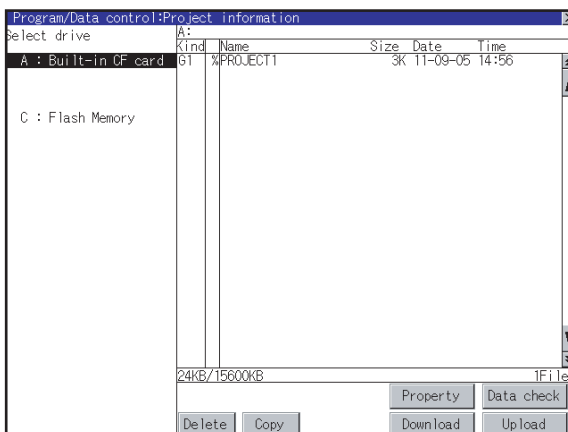 Program/Data control:Project information
Select drive
A:
Kind Name Size Date Time
A : Built-in CF card
G1 %PROJECT1 3K 11-09-05 14:56
C : Flash Memory
24KB/15600KB 1File
Property Data check
Delete Copy Download Upload